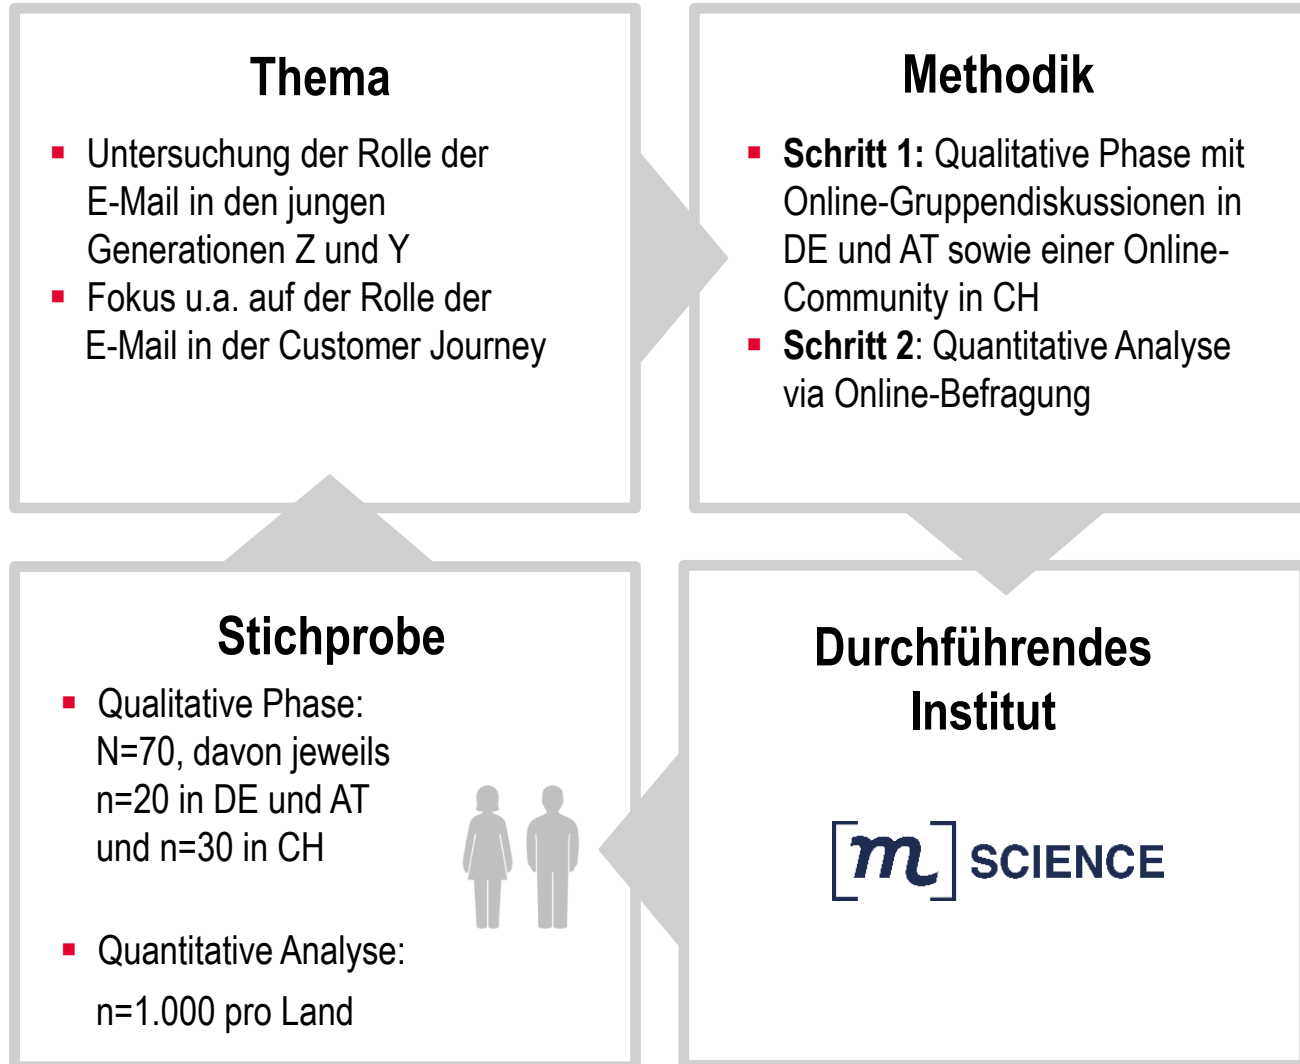 Thema
▪ Untersuchung der Rolle der
E-Mail in den jungen
Generationen Z und Y
▪ Fokus u.a. auf der Rolle der
E-Mail in der Customer Journey
Methodik
▪ Schritt 1: Qualitative Phase mit
Online-Gruppendiskussionen in
DE und AT sowie einer Online-
Community in CH
▪ Schritt 2: Quantitative Analyse
via Online-Befragung
Stichprobe
▪ Qualitative Phase:
N=70, davon jeweils
n=20 in DE und AT
und n=30 in CH
▪ Quantitative Analyse:
n=1.000 pro Land
Durchführendes
Institut
[m] SCIENCE